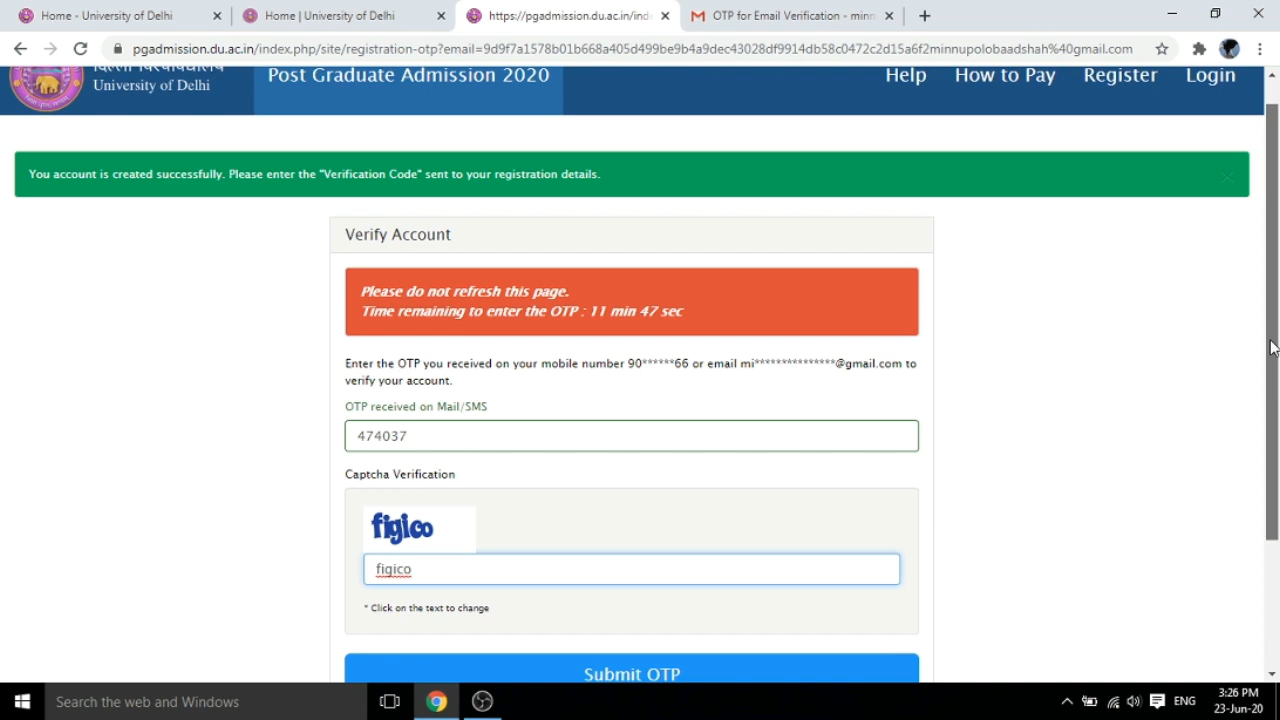 Home - University of Delhi
Home | University of Delhi
https://pgadmission.du.ac.in/inde
OTP for Email Verification - minn
pgadmission.du.ac.in/index.php/site/registration-otp?email=9d9f7a1578b01b668a405d499be9b4a9dec43028df9914db58c0472c2d15a6f2minnupolobaadshah%40gmail.com
दिल्ली विश्वविद्यालय
University of Delhi
Post Graduate Admission 2020
Help
How to Pay
Register
Login
You account is created successfully. Please enter the "Verification Code" sent to your registration details.
Verify Account
Please do not refresh this page.
Time remaining to enter the OTP : 11 min 47 sec
Enter the OTP you received on your mobile number 90******66 or email mi***************@gmail.com to
verify your account.
OTP received on Mail/SMS
474037
Captcha Verification
figico
figico
* Click on the text to change
Submit OTP
Search the web and Windows
ENG
3:26 PM
23-Jun-20